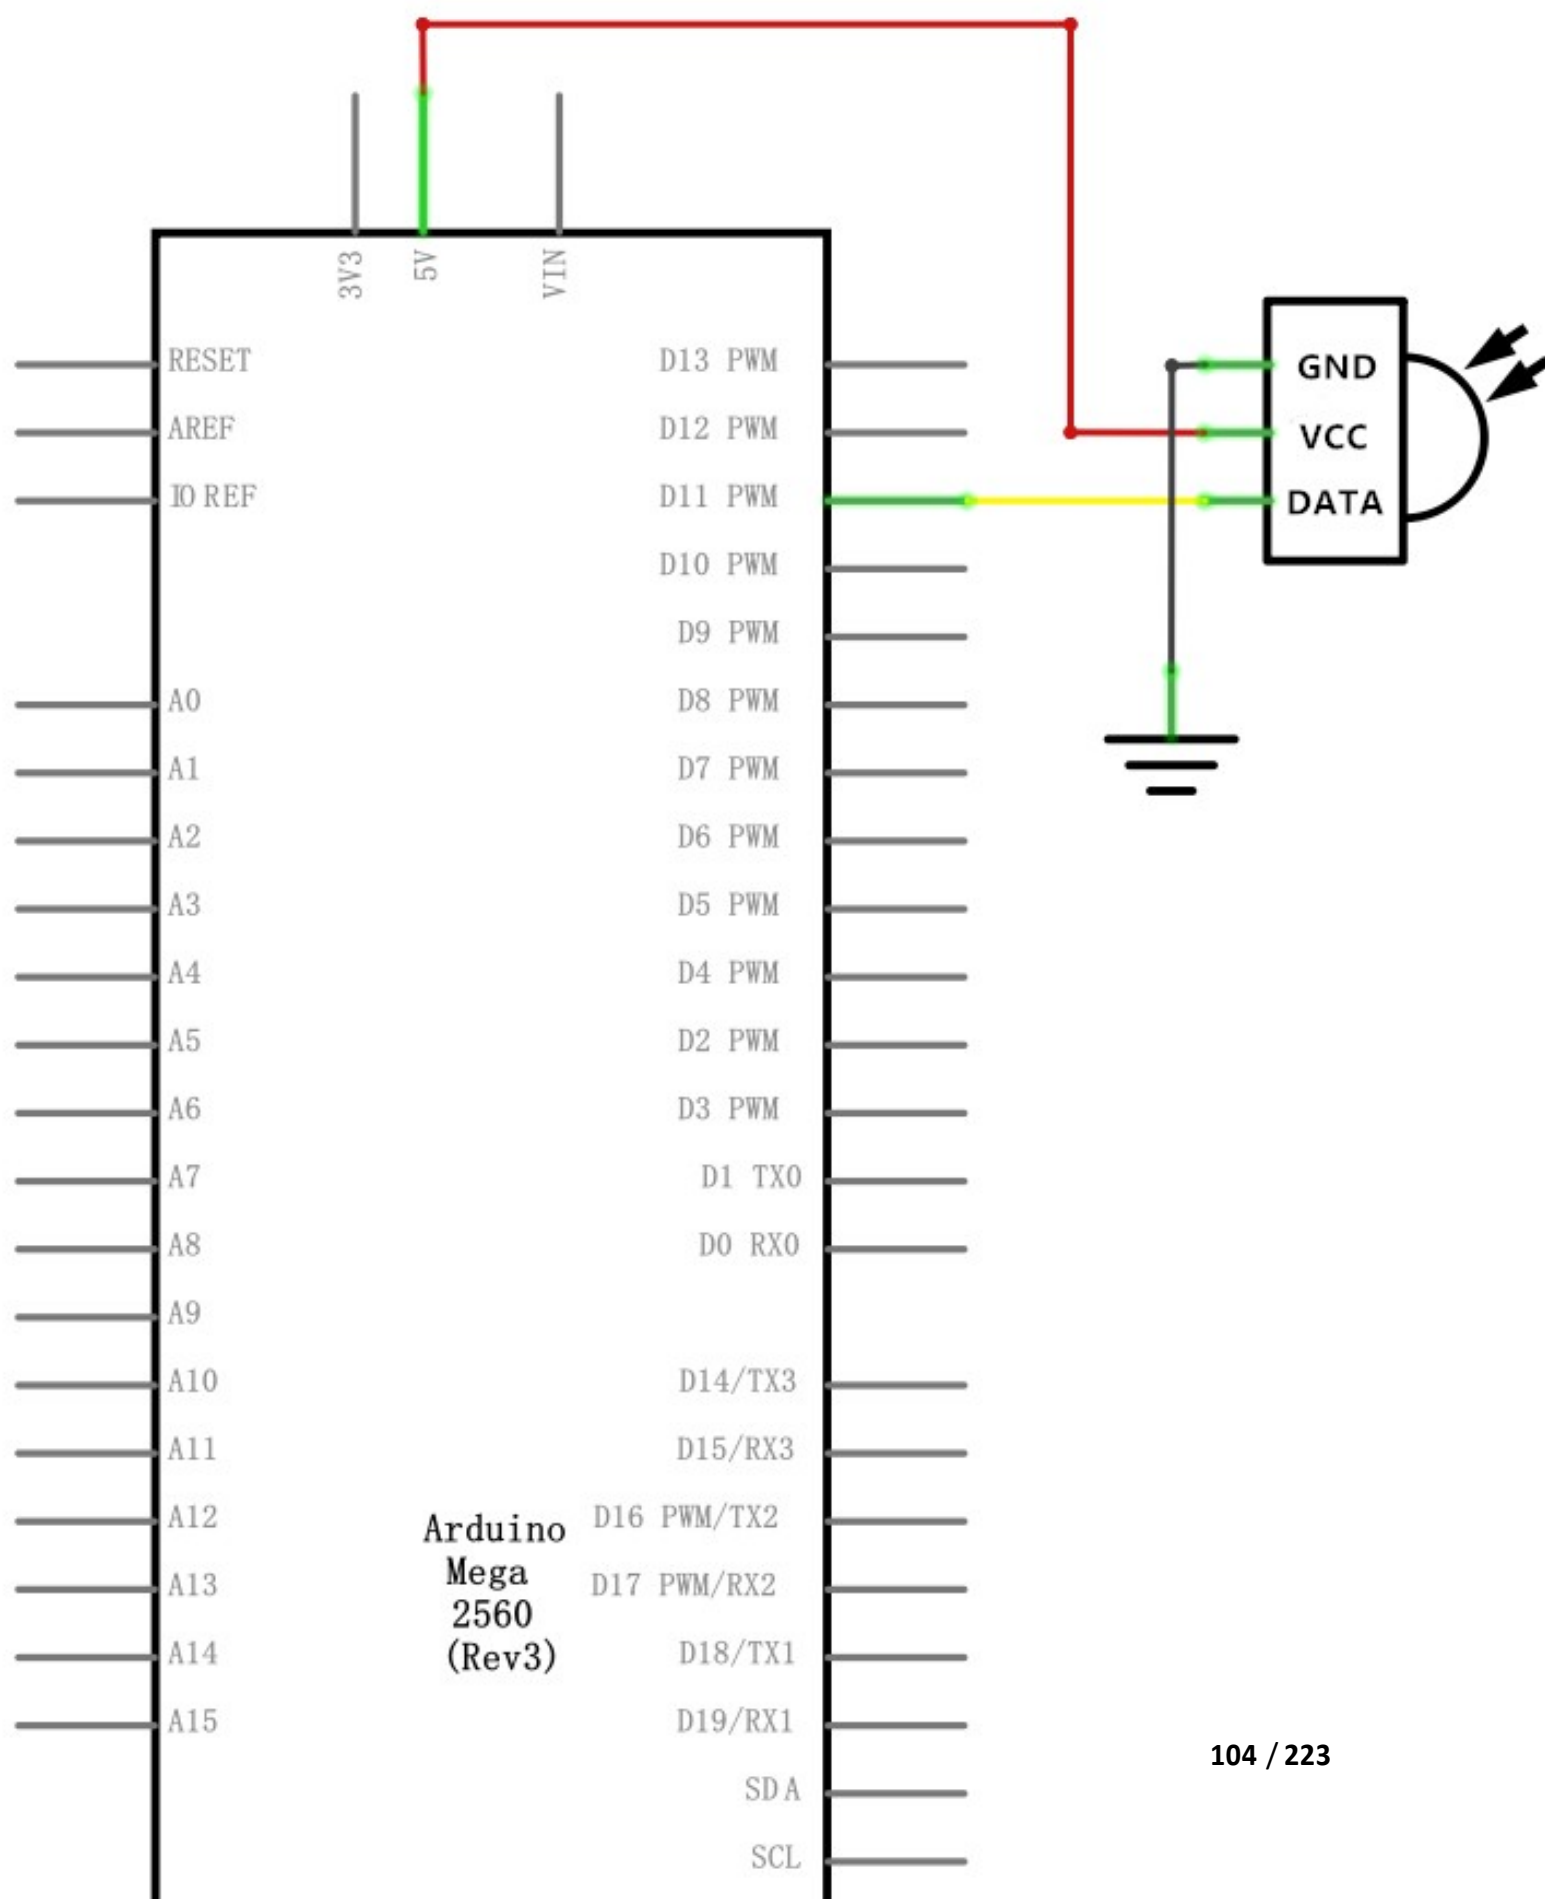 3V3
5V
VIN
RESET
AREF
IO REF
A0
A1
A2
A3
A4
A5
A6
A7
A8
A9
A10
A11
A12
A13
A14
A15
D13 PWM
D12 PWM
D11 PWM
D10 PWM
D9 PWM
D8 PWM
D7 PWM
D6 PWM
D5 PWM
D4 PWM
D2 PWM
D3 PWM
D1 TX0
D0 RX0
D14/TX3
D15/RX3
D16 PWM/TX2
D17 PWM/RX2
D18/TX1
D19/RX1
SDA
SCL
Arduino
Mega
2560
(Rev3)
GND
VCC
DATA
104 / 223